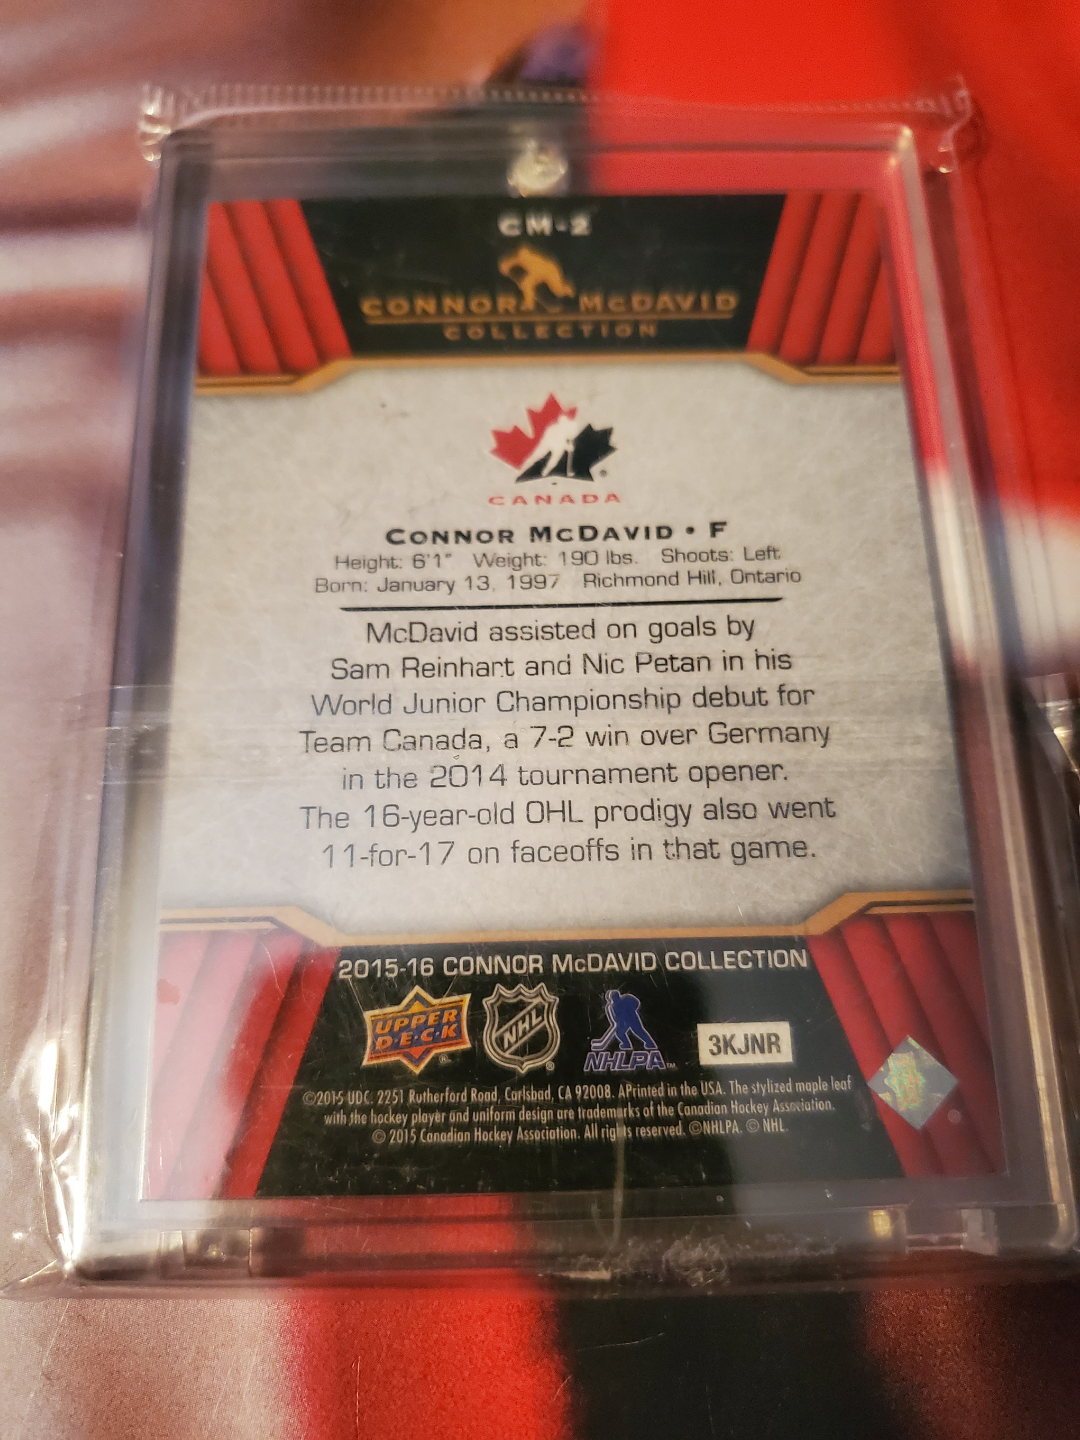 CM-2
CONNOR McDAVID
COLLECTION
CANADA
CONNOR McDAVID • F
Height: 6'1" Weight: 190 lbs. Shoots: Left
Born: January 13, 1997 Richmond Hill, Ontario
McDavid assisted on goals by
Sam Reinhart and Nic Petan in his
World Junior Championship debut for
Team Canada, a 7-2 win over Germany
in the 2014 tournament opener.
The 16-year-old OHL prodigy also went
11-for-17 on faceoffs in that game.
2015-16 CONNOR McDAVID COLLECTION
UPPER
D·E·C·K
NHL
NHLPA
3KJNR
©2015 UDC. 2251 Rutherford Road, Carlsbad, CA 92008. APrinted in the USA. The stylized maple leaf
with the hockey player and uniform design are trademarks of the Canadian Hockey Association.
© 2015 Canadian Hockey Association. All rights reserved. ©NHLPA. © NHL.